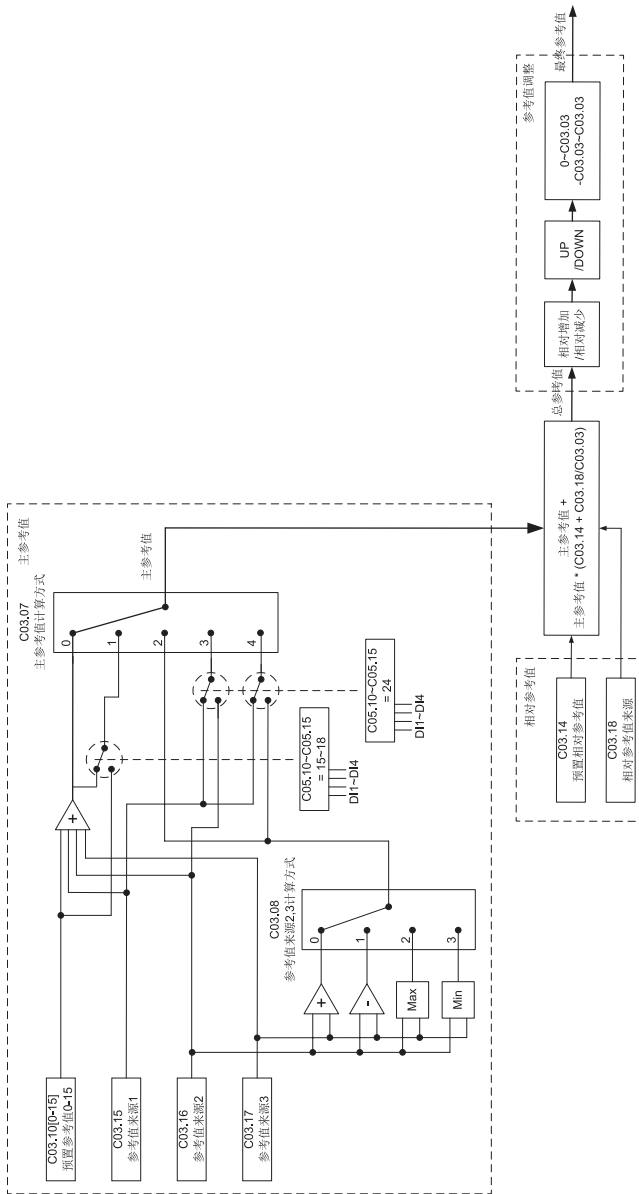 C03.10[0-15]
预置参考值0-15
C03.15
参考值来源1
C03.16
参考值来源2
C03.17
参考值来源3
+
+
-
Max
Min
C03.08
参考值来源2,3计算方式
0
1
2
3
C05.10~C05.15
= 15~18
DI1~DI4
C05.10~C05.15
= 24
DI1~DI4
C03.07
主参考值计算方式
0
1
2
3
4
主参考值
主参考值
相对参考值
C03.14
预置相对参考值
C03.18
相对参考值来源
主参考值 +
主参考值 * (C03.14 + C03.18/C03.03)
总参考值
参考值调整
相对增加
/相对减少
UP
/DOWN
0~C03.03
-C03.03~C03.03
最终参考值